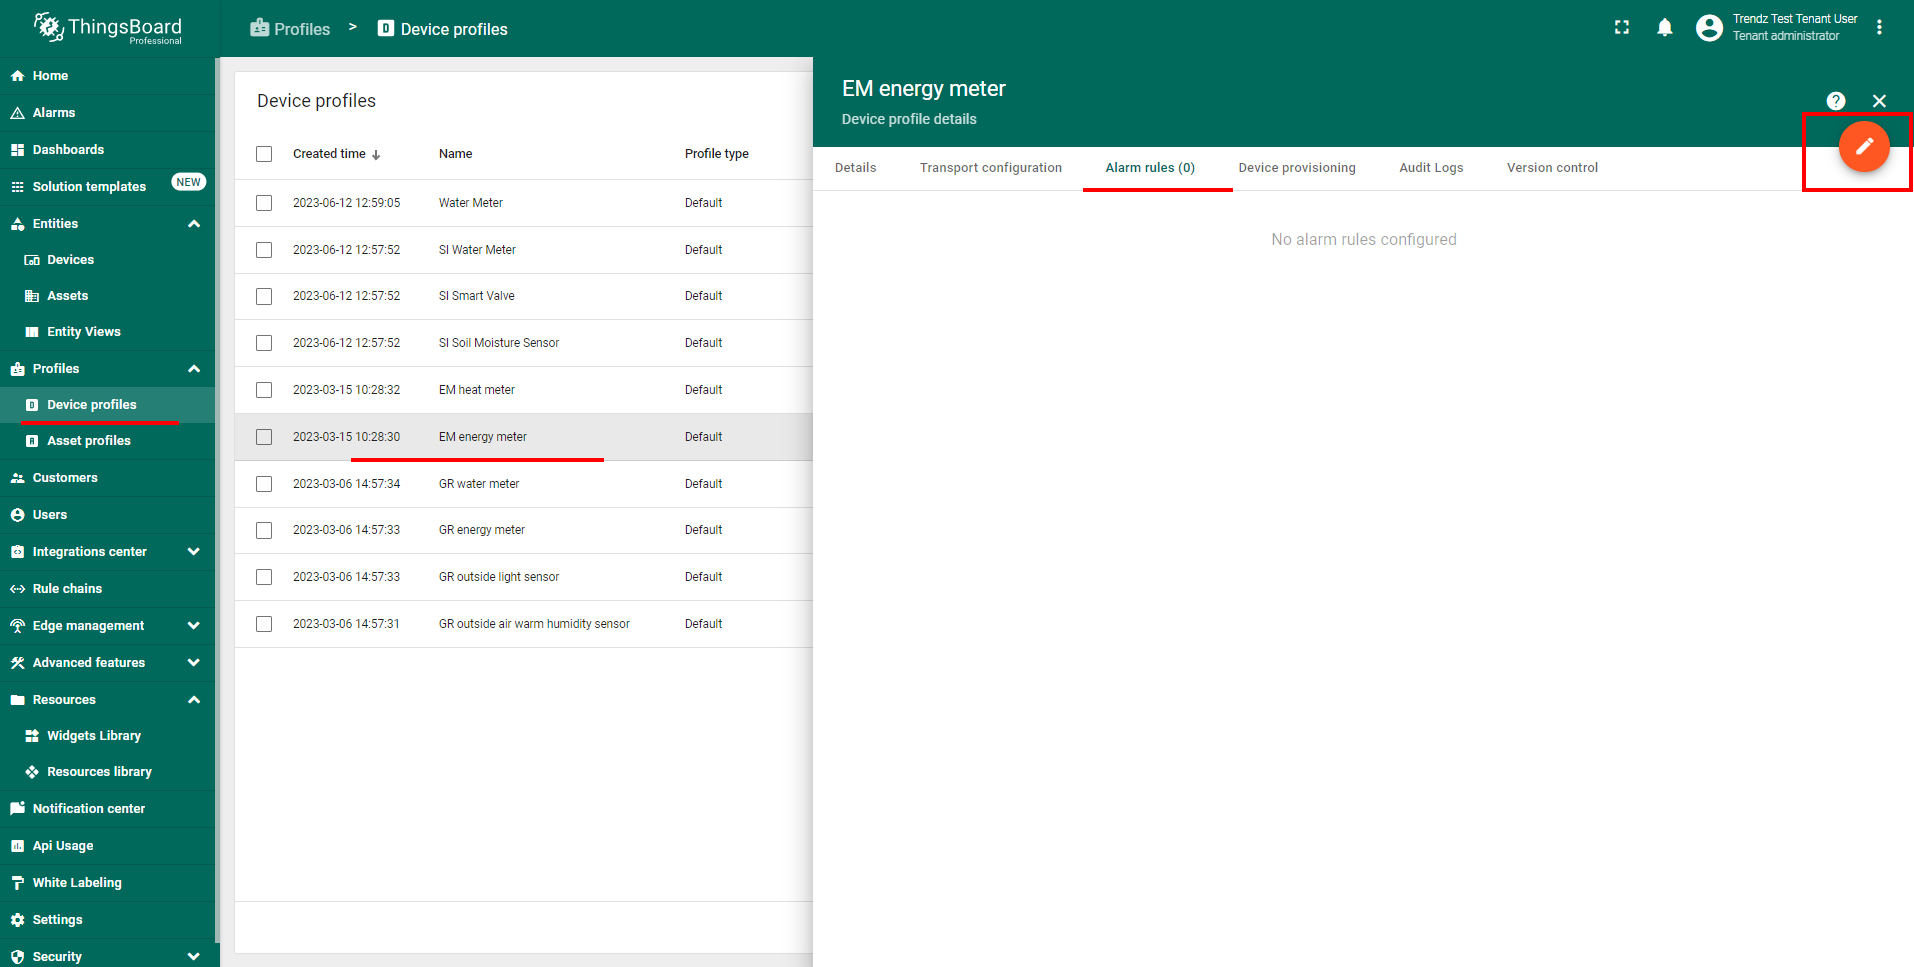 ThingsBoard
Professional
Profiles > Device profiles
Trendz Test Tenant User
Tenant administrator
Home
Alarms
Dashboards
Solution templates NEW
Entities
Devices
Assets
Entity Views
Profiles
Device profiles
Asset profiles
Customers
Users
Integrations center
Rule chains
Edge management
Advanced features
Resources
Widgets Library
Resources library
Notification center
Api Usage
White Labeling
Settings
Security
Device profiles
Created time Name Profile type
2023-06-12 12:59:05 Water Meter Default
2023-06-12 12:57:52 SI Water Meter Default
2023-06-12 12:57:52 SI Smart Valve Default
2023-06-12 12:57:52 SI Soil Moisture Sensor Default
2023-03-15 10:28:32 EM heat meter Default
2023-03-15 10:28:30 EM energy meter Default
2023-03-06 14:57:34 GR water meter Default
2023-03-06 14:57:33 GR energy meter Default
2023-03-06 14:57:33 GR outside light sensor Default
2023-03-06 14:57:31 GR outside air warm humidity sensor Default
EM energy meter
Device profile details
Details Transport configuration Alarm rules (0) Device provisioning Audit Logs Version control
No alarm rules configured